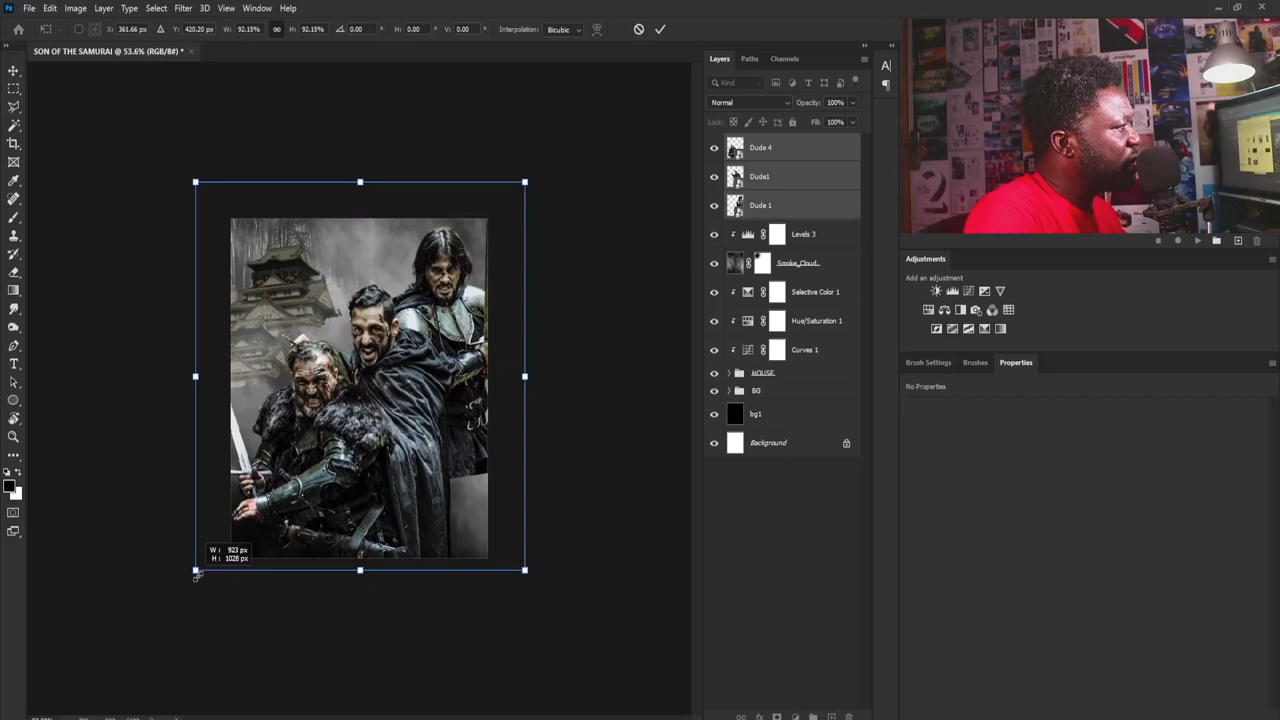 Ps File Edit Image Layer Type Select Filter 3D View Window Help
X: 361.66 px Y: 420.20 px W: 92.15% H: 92.15% 0.00 ° H: 0.00 ° V: 0.00 ° Interpolation: Bicubic
SON OF THE SAMURAI @ 53.6% (RGB/8#) * ×
Layers Paths Channels
Kind
Normal Opacity: 100%
Lock: Fill: 100%
Dude 4
Dude1
Dude 1
Levels 3
Smoke_Cloud..
Selective Color 1
Hue/Saturation 1
Curves 1
HOUSE
BG
bg1
Background
W: 923 px
H: 1028 px
A|
Adjustments
Add an adjustment
Brush Settings Brushes Properties
No Properties